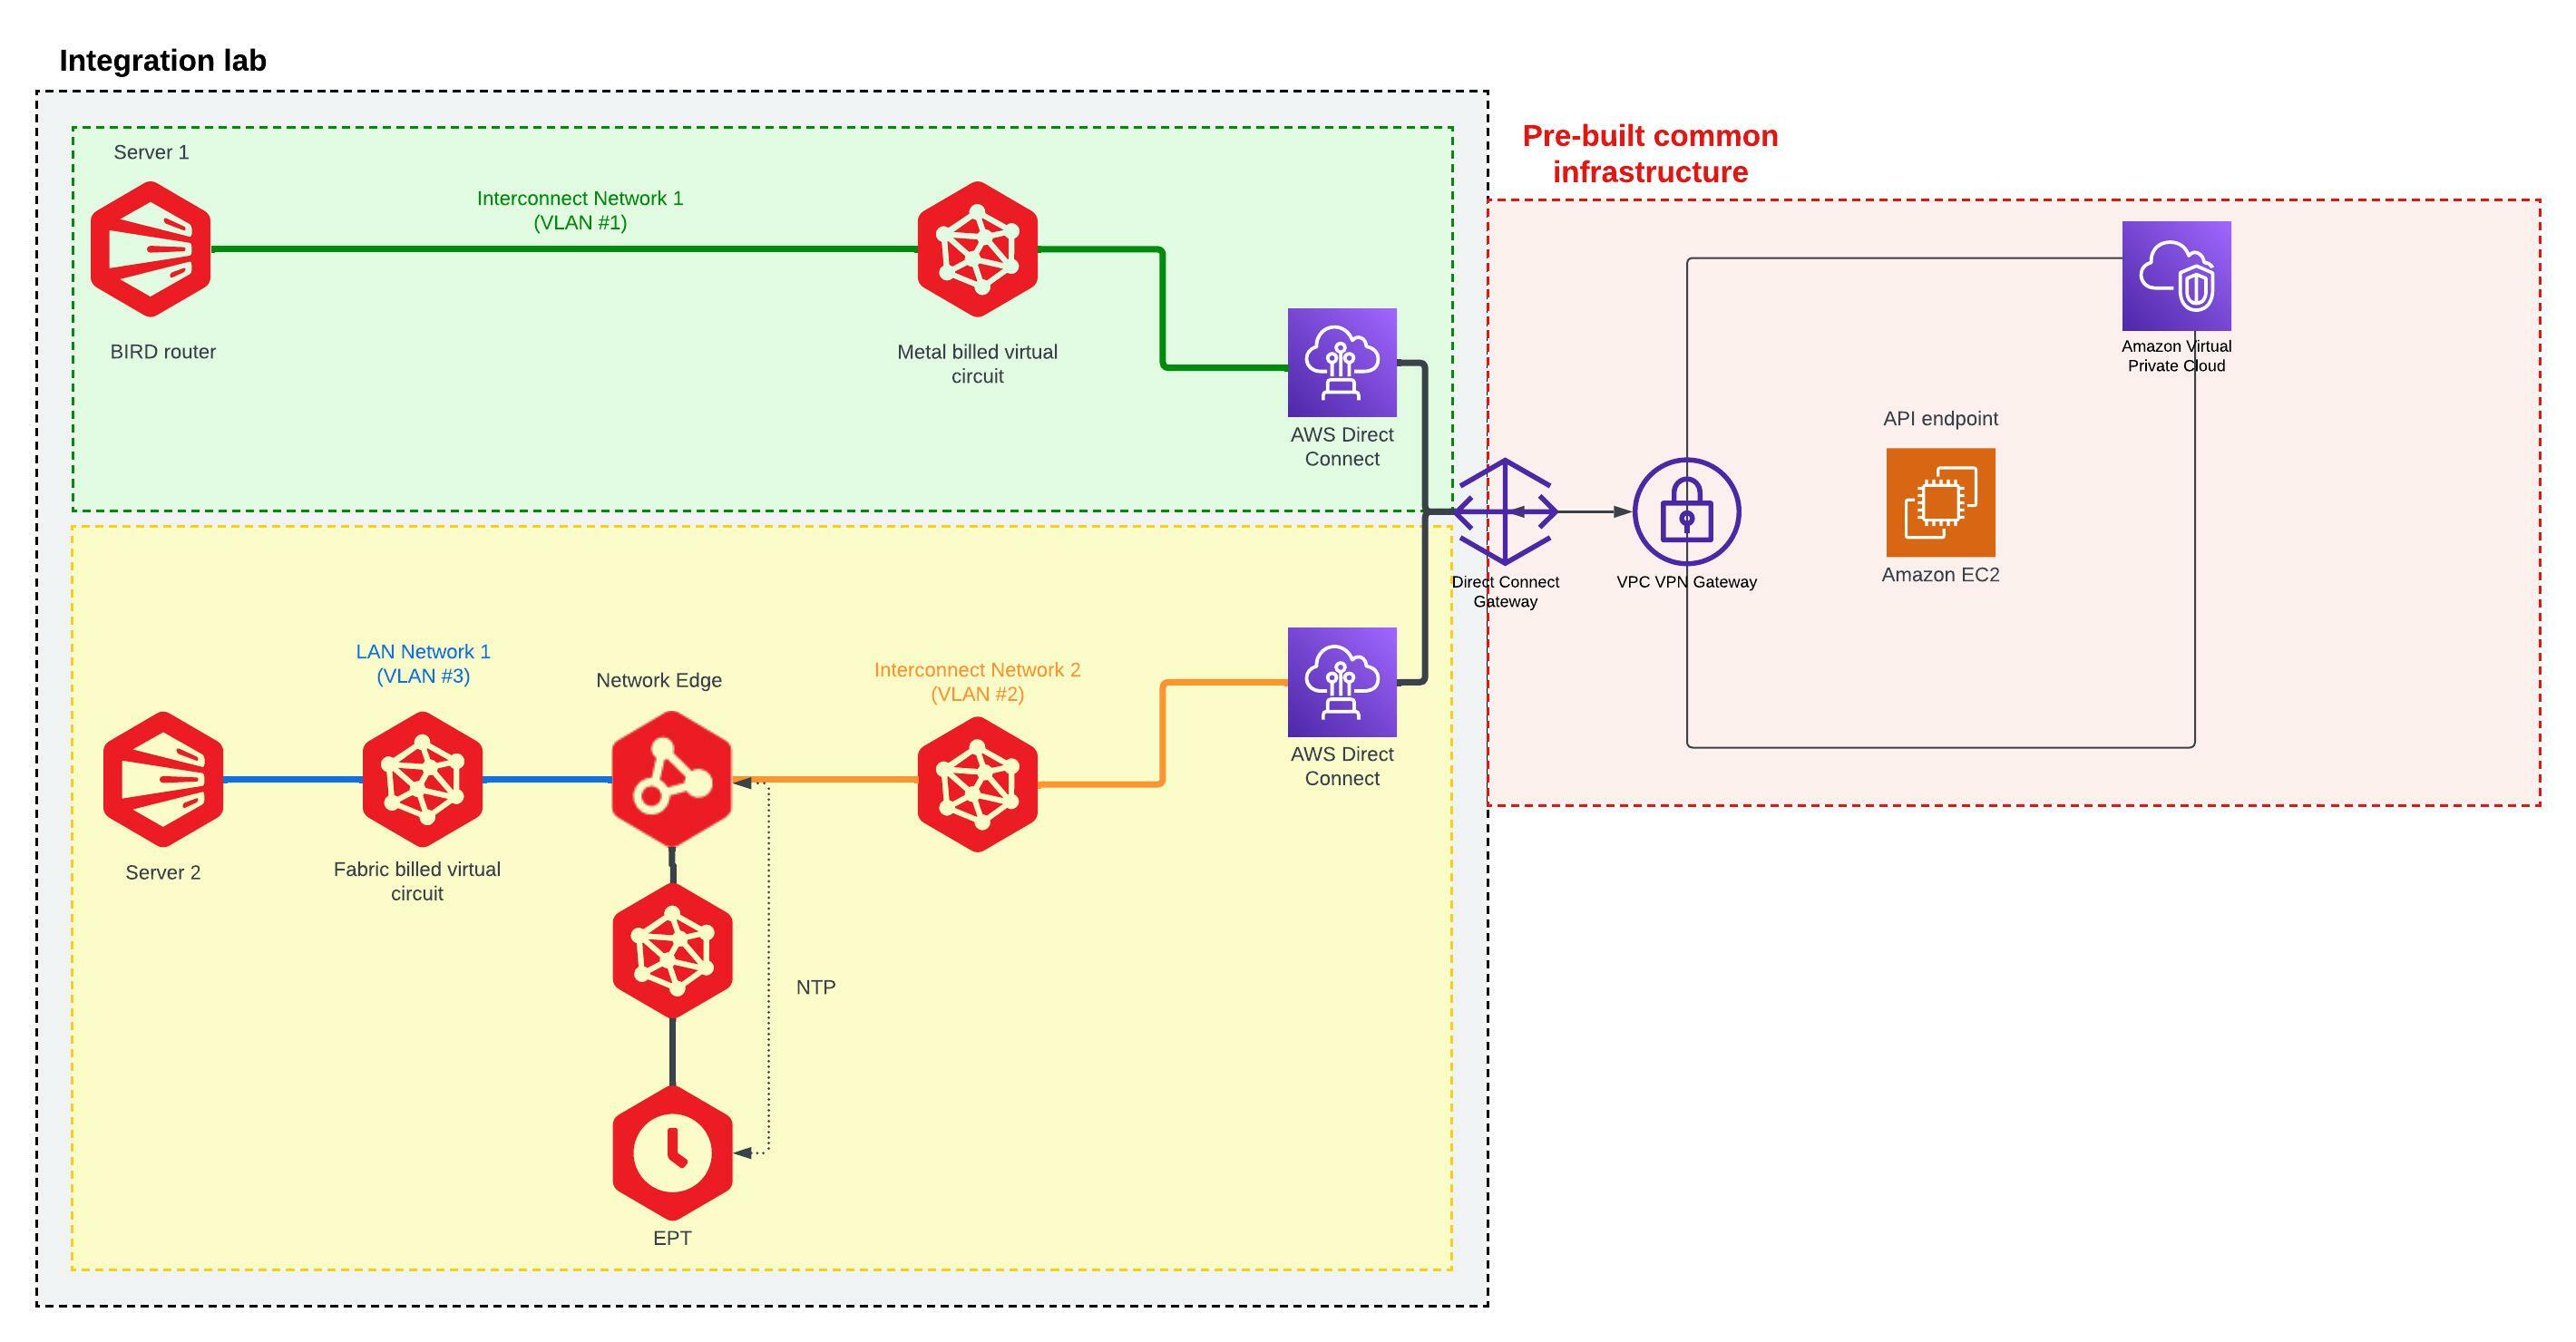 Integration lab
Pre-built common
infrastructure
Server 1
Interconnect Network 1
(VLAN #1)
BIRD router
Metal billed virtual
circuit
AWS Direct
Connect
Amazon Virtual
Private Cloud
API endpoint
Amazon EC2
Direct Connect
Gateway
VPC VPN Gateway
LAN Network 1
(VLAN #3)
Network Edge
Interconnect Network 2
(VLAN #2)
AWS Direct
Connect
Server 2
Fabric billed virtual
circuit
NTP
EPT